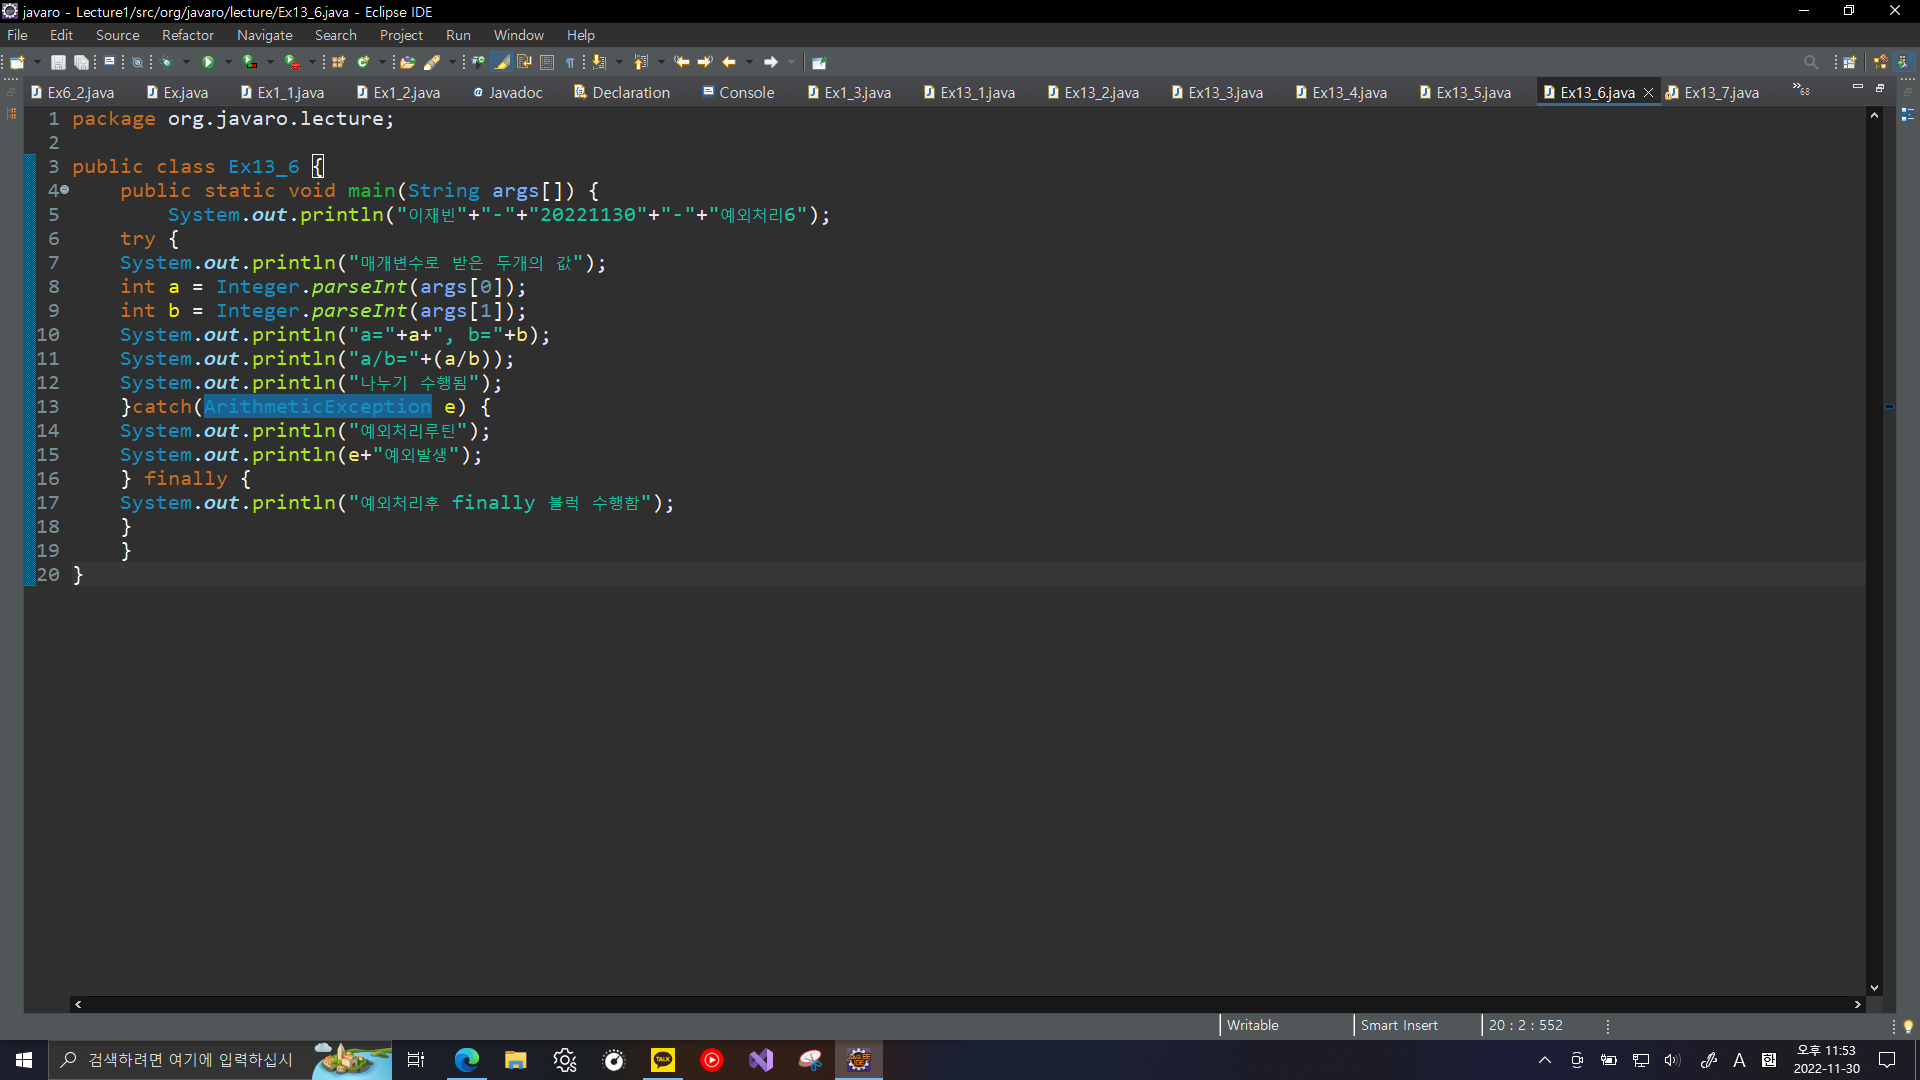 javaro - Lecture1/src/org/javaro/lecture/Ex13_6.java - Eclipse IDE
File Edit Source Refactor Navigate Search Project Run Window Help
Ex6_2.java Ex.java Ex1_1.java Ex1_2.java Javadoc Declaration Console Ex1_3.java Ex13_1.java Ex13_2.java Ex13_3.java Ex13_4.java Ex13_5.java Ex13_6.java Ex13_7.java »68
1 package org.javaro.lecture;
2
3 public class Ex13_6 {
4 public static void main(String args[]) {
5 System.out.println("이재빈"+"-"+"20221130"+"-"+"예외처리6");
6 try {
7 System.out.println("매개변수로 받은 두개의 값");
8 int a = Integer.parseInt(args[0]);
9 int b = Integer.parseInt(args[1]);
10 System.out.println("a="+a+", b="+b);
11 System.out.println("a/b="+(a/b));
12 System.out.println("나누기 수행됨");
13 }catch(ArithmeticException e) {
14 System.out.println("예외처리루틴");
15 System.out.println(e+"예외발생");
16 } finally {
17 System.out.println("예외처리후 finally 블럭 수행함");
18 }
19 }
20 }
Writable Smart Insert 20 : 2 : 552
검색하려면 여기에 입력하십시
TALK
A
오후 11:53
2022-11-30